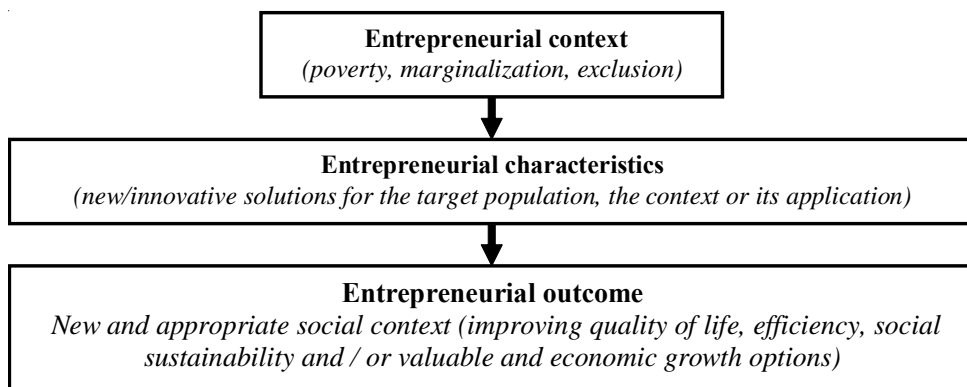 Entrepreneurial context
(poverty, marginalization, exclusion)
Entrepreneurial characteristics
(new/innovative solutions for the target population, the context or its application)
Entrepreneurial outcome
New and appropriate social context (improving quality of life, efficiency, social
sustainability and / or valuable and economic growth options)